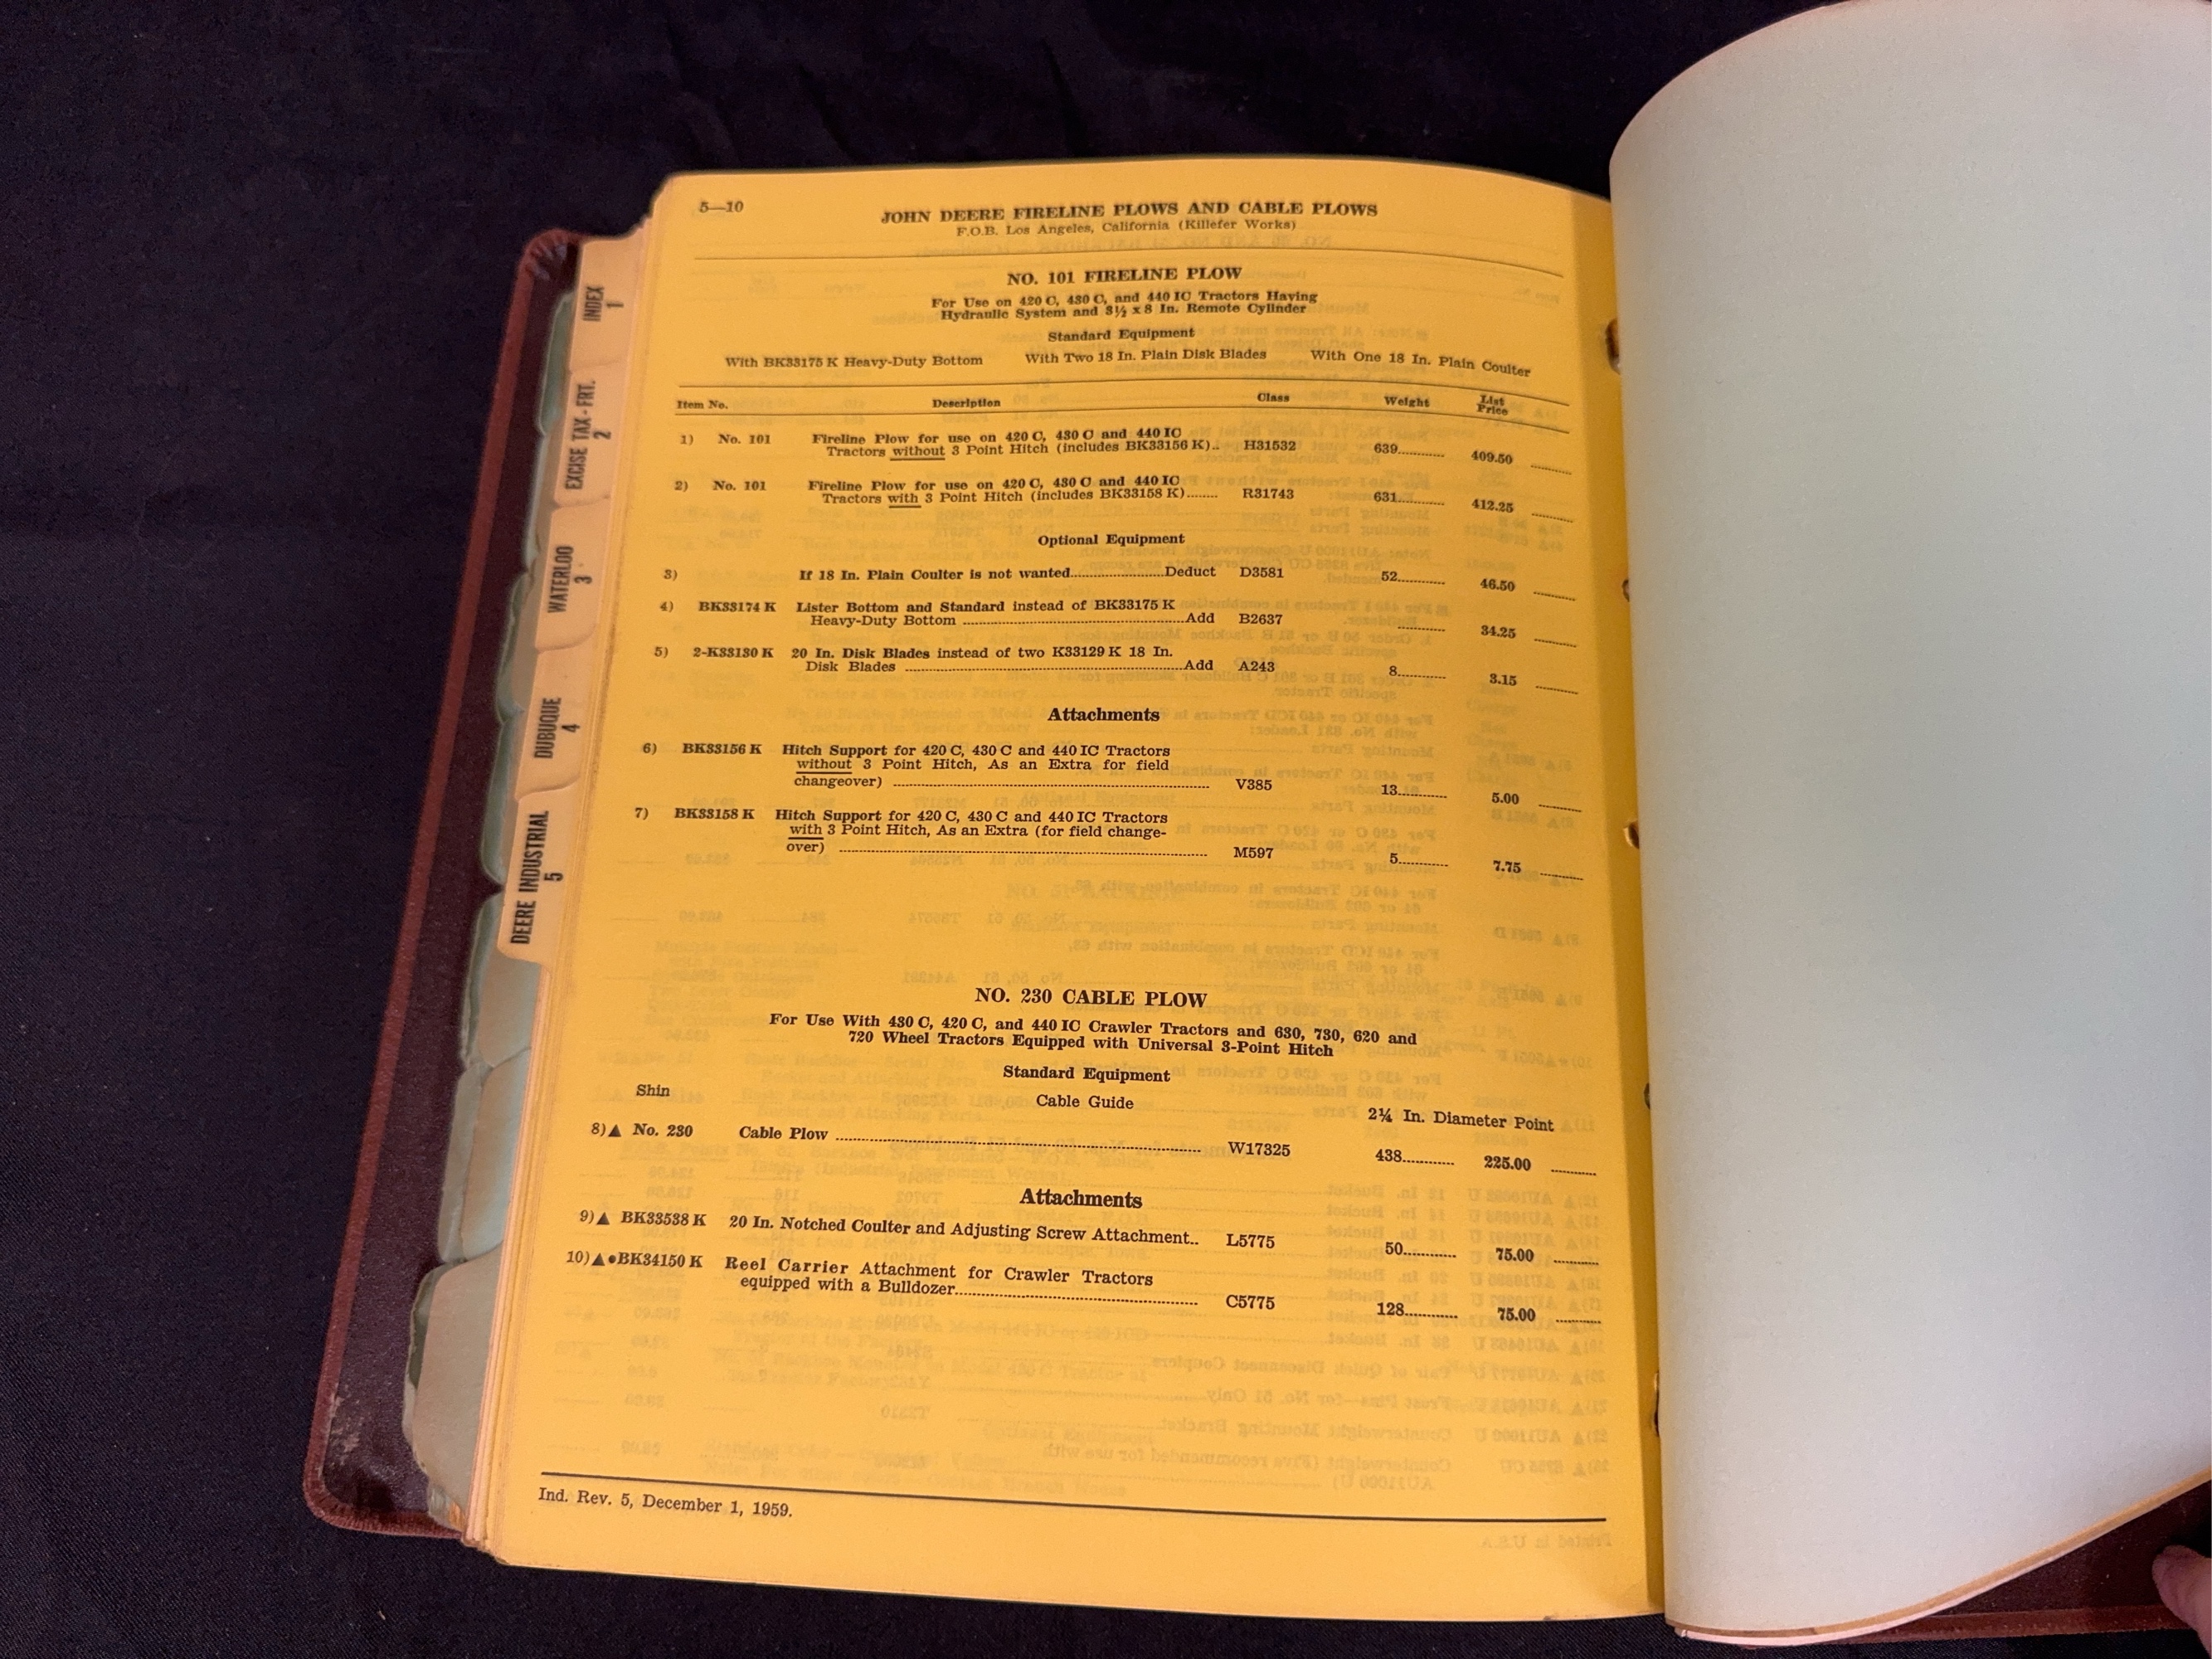 5—10
JOHN DEERE FIRELINE PLOWS AND CABLE PLOWS
F.O.B. Los Angeles, California (Killefer Works)
NO. 101 FIRELINE PLOW
For Use on 420 C, 430 C, and 440 IC Tractors Having
Hydraulic System and 3½ x 8 In. Remote Cylinder
Standard Equipment
With BK33175 K Heavy-Duty Bottom With Two 18 In. Plain Disk Blades With One 18 In. Plain Coulter
Item No. Description Class Weight List Price
1) No. 101 Fireline Plow for use on 420 C, 430 C and 440 IC
Tractors without 3 Point Hitch (includes BK33156 K).. H31532 639.......... 409.50 ..........
2) No. 101 Fireline Plow for use on 420 C, 430 C and 440 IC
Tractors with 3 Point Hitch (includes BK33158 K)........ R31743 631.......... 412.25 ..........
Optional Equipment
3) If 18 In. Plain Coulter is not wanted..........................Deduct D3581 52.......... 46.50 ..........
4) BK33174 K Lister Bottom and Standard instead of BK33175 K
Heavy-Duty Bottom ..........................Add B2637 .......... 34.25 ..........
5) 2-K33130 K 20 In. Disk Blades instead of two K33129 K 18 In.
Disk Blades ..........................Add A243 8.......... 3.15 ..........
Attachments
6) BK33156 K Hitch Support for 420 C, 430 C and 440 IC Tractors
without 3 Point Hitch, As an Extra for field
changeover) .......................... V385 13.......... 5.00 ..........
7) BK33158 K Hitch Support for 420 C, 430 C and 440 IC Tractors
with 3 Point Hitch, As an Extra (for field change-
over) .......................... M597 5.......... 7.75 ..........
NO. 230 CABLE PLOW
For Use With 430 C, 420 C, and 440 IC Crawler Tractors and 630, 730, 620 and
720 Wheel Tractors Equipped with Universal 3-Point Hitch
Standard Equipment
Shin Cable Guide 2¼ In. Diameter Point
8)▲ No. 230 Cable Plow .......................... W17325 438.......... 225.00 ..........
Attachments
9)▲ BK33538 K 20 In. Notched Coulter and Adjusting Screw Attachment.. L5775 50.......... 75.00 ..........
10)▲●BK34150 K Reel Carrier Attachment for Crawler Tractors
equipped with a Bulldozer.......................... C5775 128.......... 75.00 ..........
Ind. Rev. 5, December 1, 1959.
INDEX
1
EXCISE TAX - FRT.
2
WATERLOO
3
DUBUQUE
4
DEERE INDUSTRIAL
5